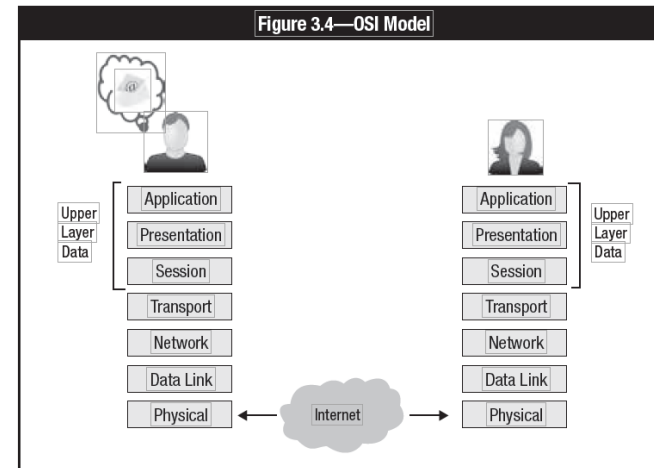 Figure 3.4—OSI Model
@
Application
Presentation
Session
Transport
Network
Data Link
Physical
Upper
Layer
Data
Internet
Application
Presentation
Session
Transport
Network
Data Link
Physical
Upper
Layer
Data